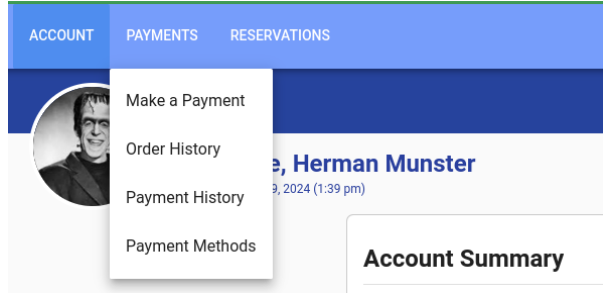 ACCOUNT PAYMENTS RESERVATIONS
Make a Payment
Order History
e, Herman Munster
9, 2024 (1:39 pm)
Payment History
Payment Methods
Account Summary